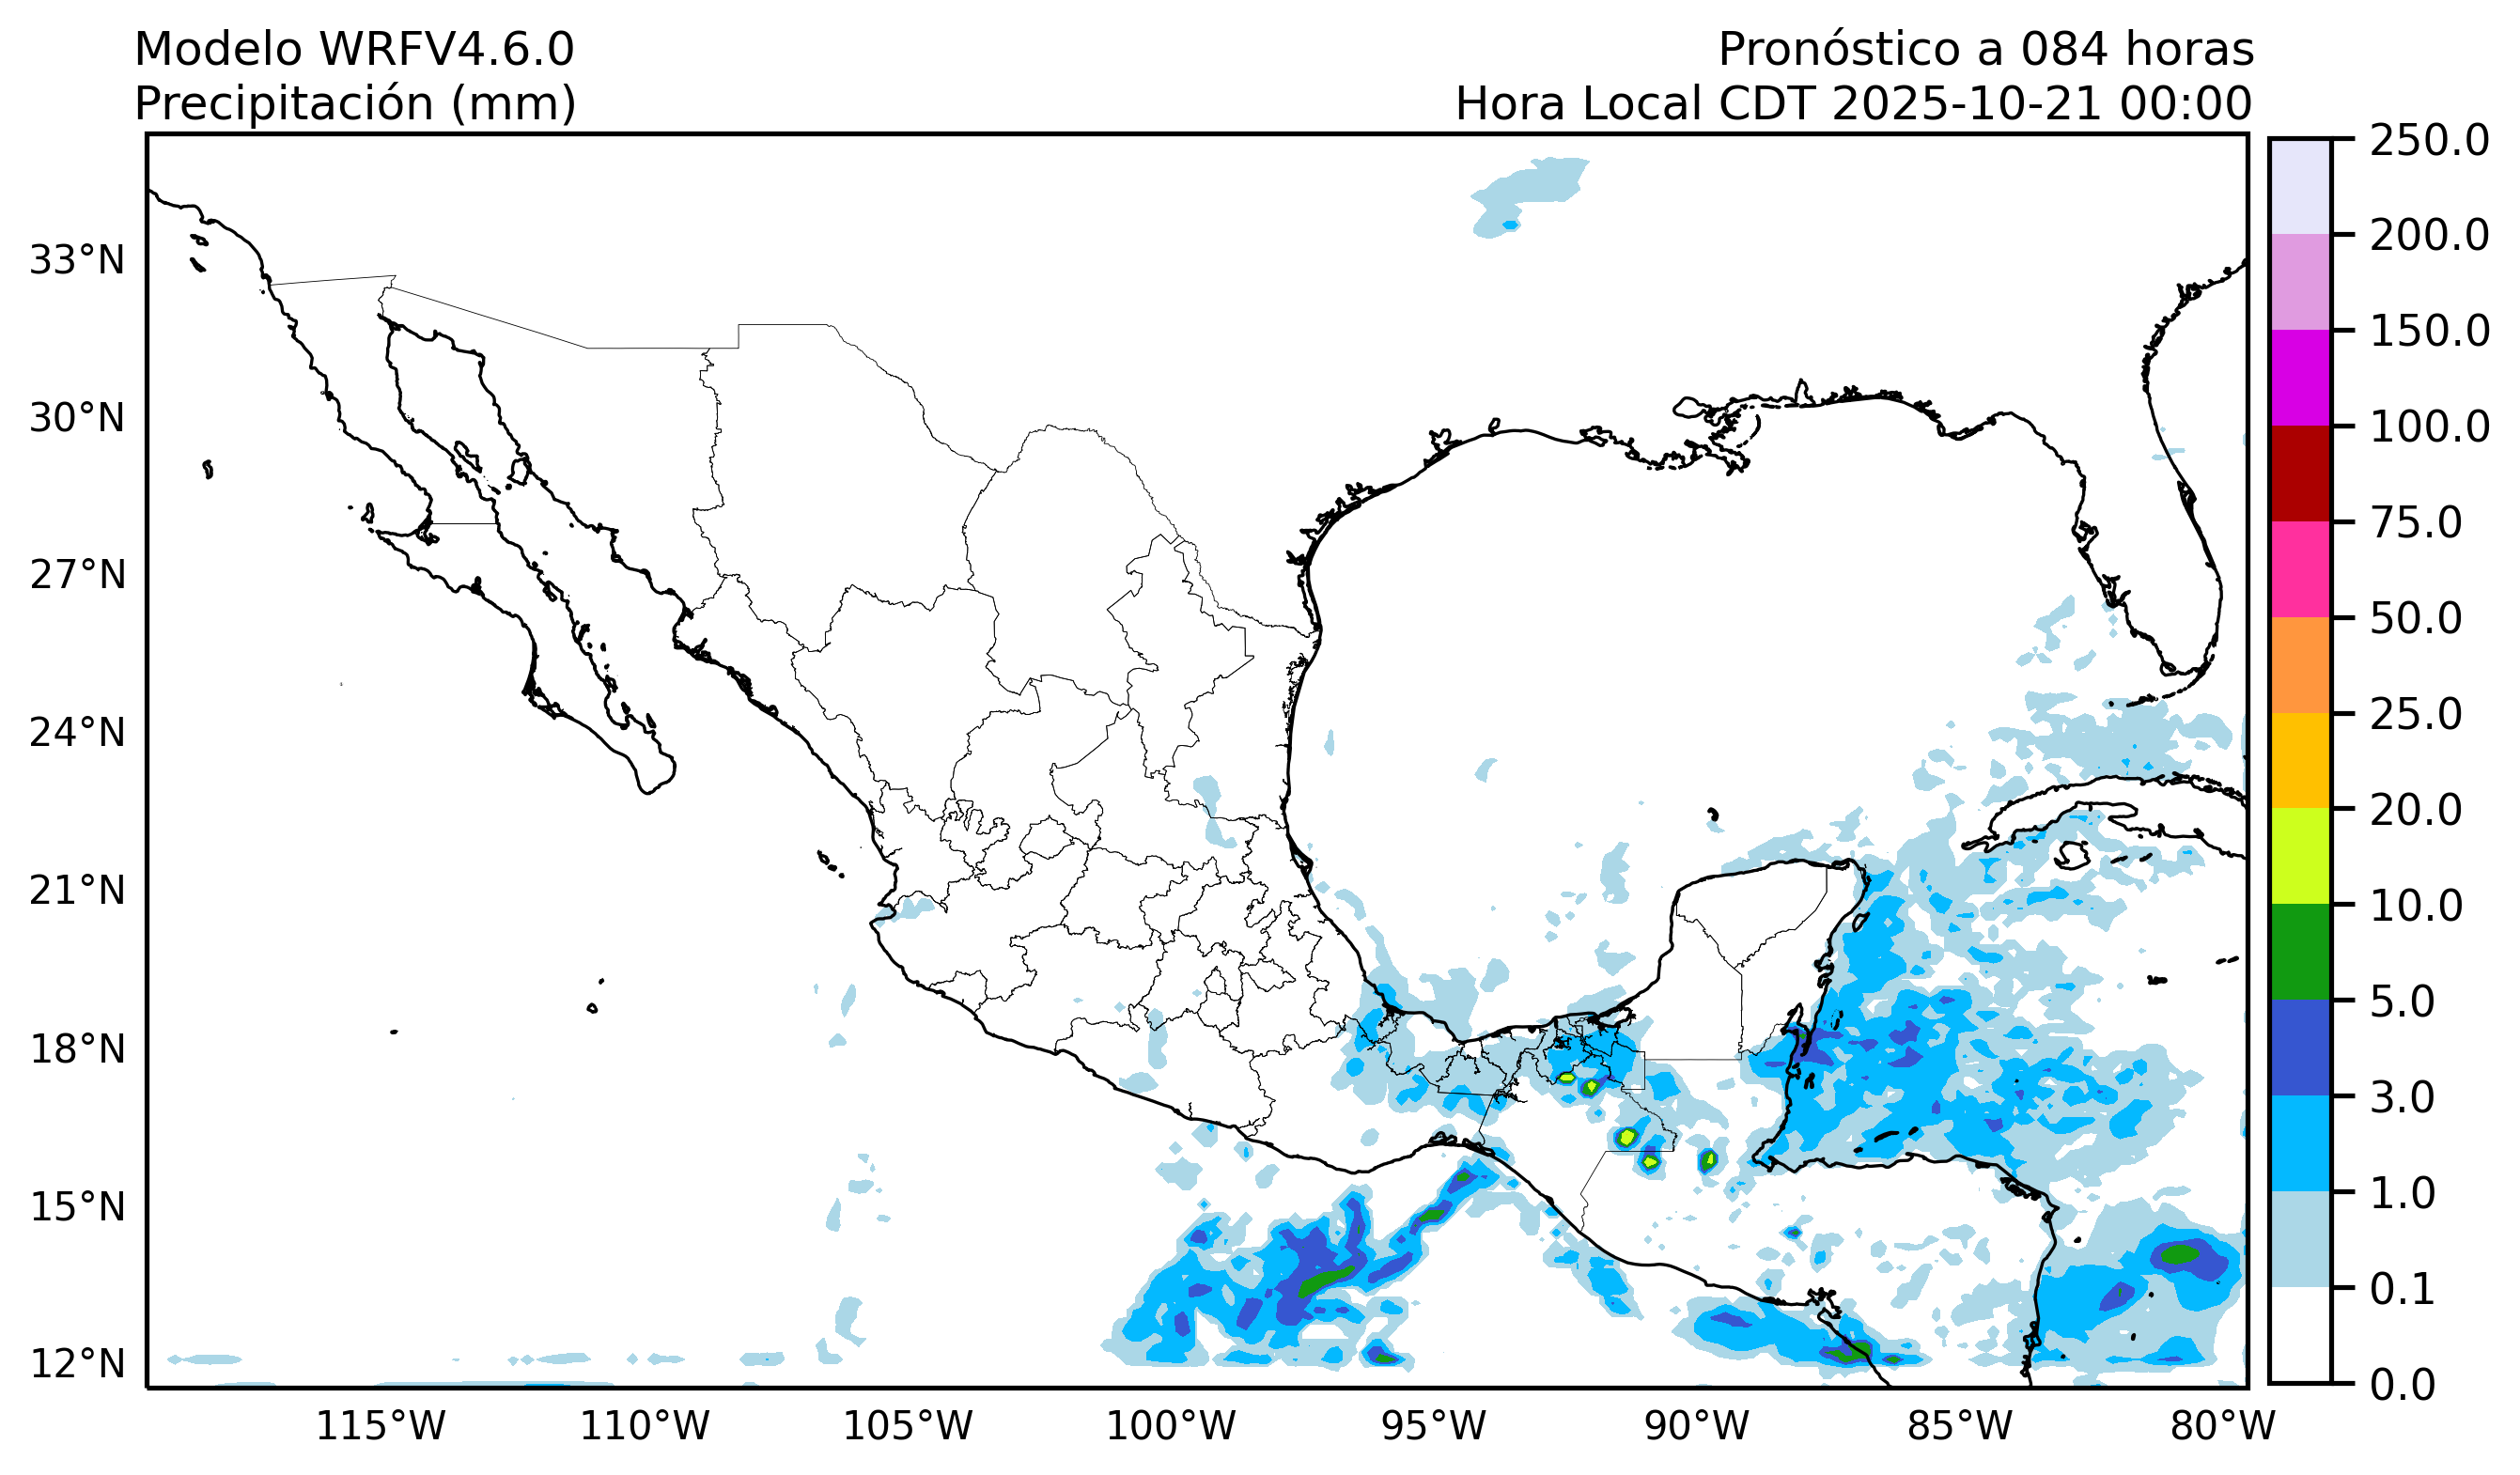 Modelo WRFV4.6.0
Precipitación (mm)
Pronóstico a 084 horas
Hora Local CDT 2025-10-21 00:00
33°N
30°N
27°N
24°N
21°N
18°N
15°N
12°N
115°W
110°W
105°W
100°W
95°W
90°W
85°W
80°W
250.0
200.0
150.0
100.0
75.0
50.0
25.0
20.0
10.0
5.0
3.0
1.0
0.1
0.0